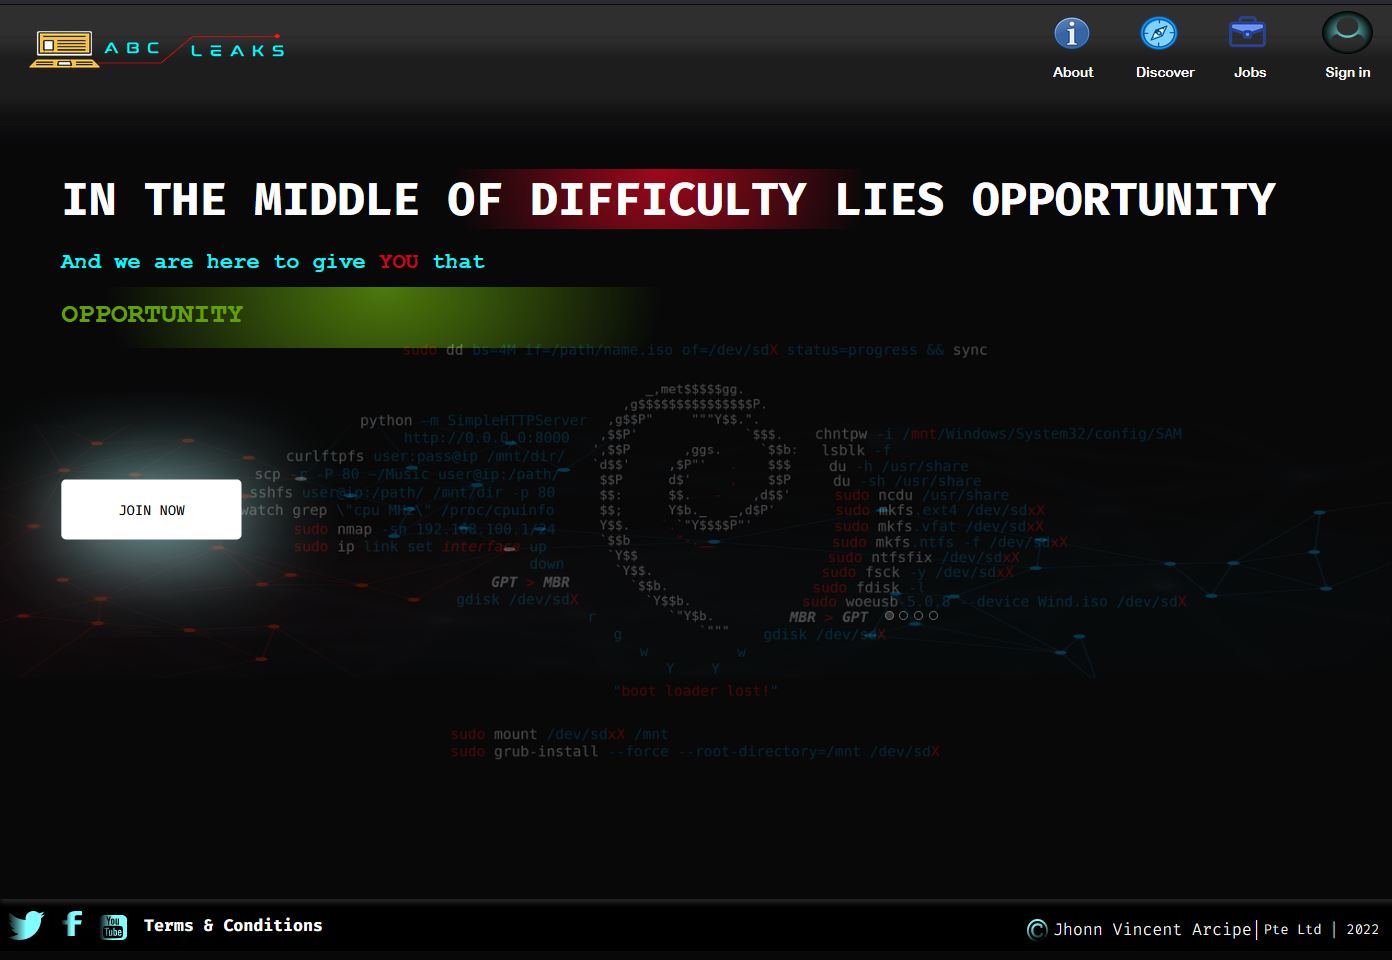 ABC LEAKS
About
Discover
Jobs
Sign in
IN THE MIDDLE OF DIFFICULTY LIES OPPORTUNITY
And we are here to give YOU that
OPPORTUNITY
sudo dd bs=4M if=/path/name.iso of=/dev/sdX status=progress && sync
python -m SimpleHTTPServer
http://0.0.0.0:8000
curlftpfs user:pass@ip /mnt/dir/
scp -c -P 80 ~/Music user@ip:/path/
sshfs user@ip:/path/ /mnt/dir -p 80
watch grep \"cpu MHz\" /proc/cpuinfo
sudo nmap -sn 192.168.100.1/24
sudo ip link set interface up
down
GPT > MBR
gdisk /dev/sdX
_,met$$$$$gg.
,g$$$$$$$$$$$$$$$P.
,g$$P" """Y$$.".
,$$P' `$$$.
',$$P ,ggs. `$$b:
`d$$' ,$P"' . $$$
$$P d$' , $$P
$$: $$. - ,d$$'
$$; Y$b._ _,d$P'
Y$$. `.`"Y$$$$P"'
`$$b "-.__
`Y$$
`Y$$.
`$$b.
`Y$$b.
`"Y$b.
`"""
chntpw -i /mnt/Windows/System32/config/SAM
lsblk -f
du -h /usr/share
du -sh /usr/share
sudo ncdu /usr/share
sudo mkfs.ext4 /dev/sdxX
sudo mkfs.vfat /dev/sdxX
sudo mkfs.ntfs -f /dev/sdxX
sudo ntfsfix /dev/sdxX
sudo fsck -y /dev/sdxX
sudo fdisk -l
sudo woeusb-5.0.8 --device Wind.iso /dev/sdX
MBR > GPT
gdisk /dev/sdX
r
g
w w
Y Y
"boot loader lost!"
sudo mount /dev/sdxX /mnt
sudo grub-install --force --root-directory=/mnt /dev/sdX
JOIN NOW
You
Tube
Terms & Conditions
© Jhonn Vincent Arcipe| Pte Ltd | 2022